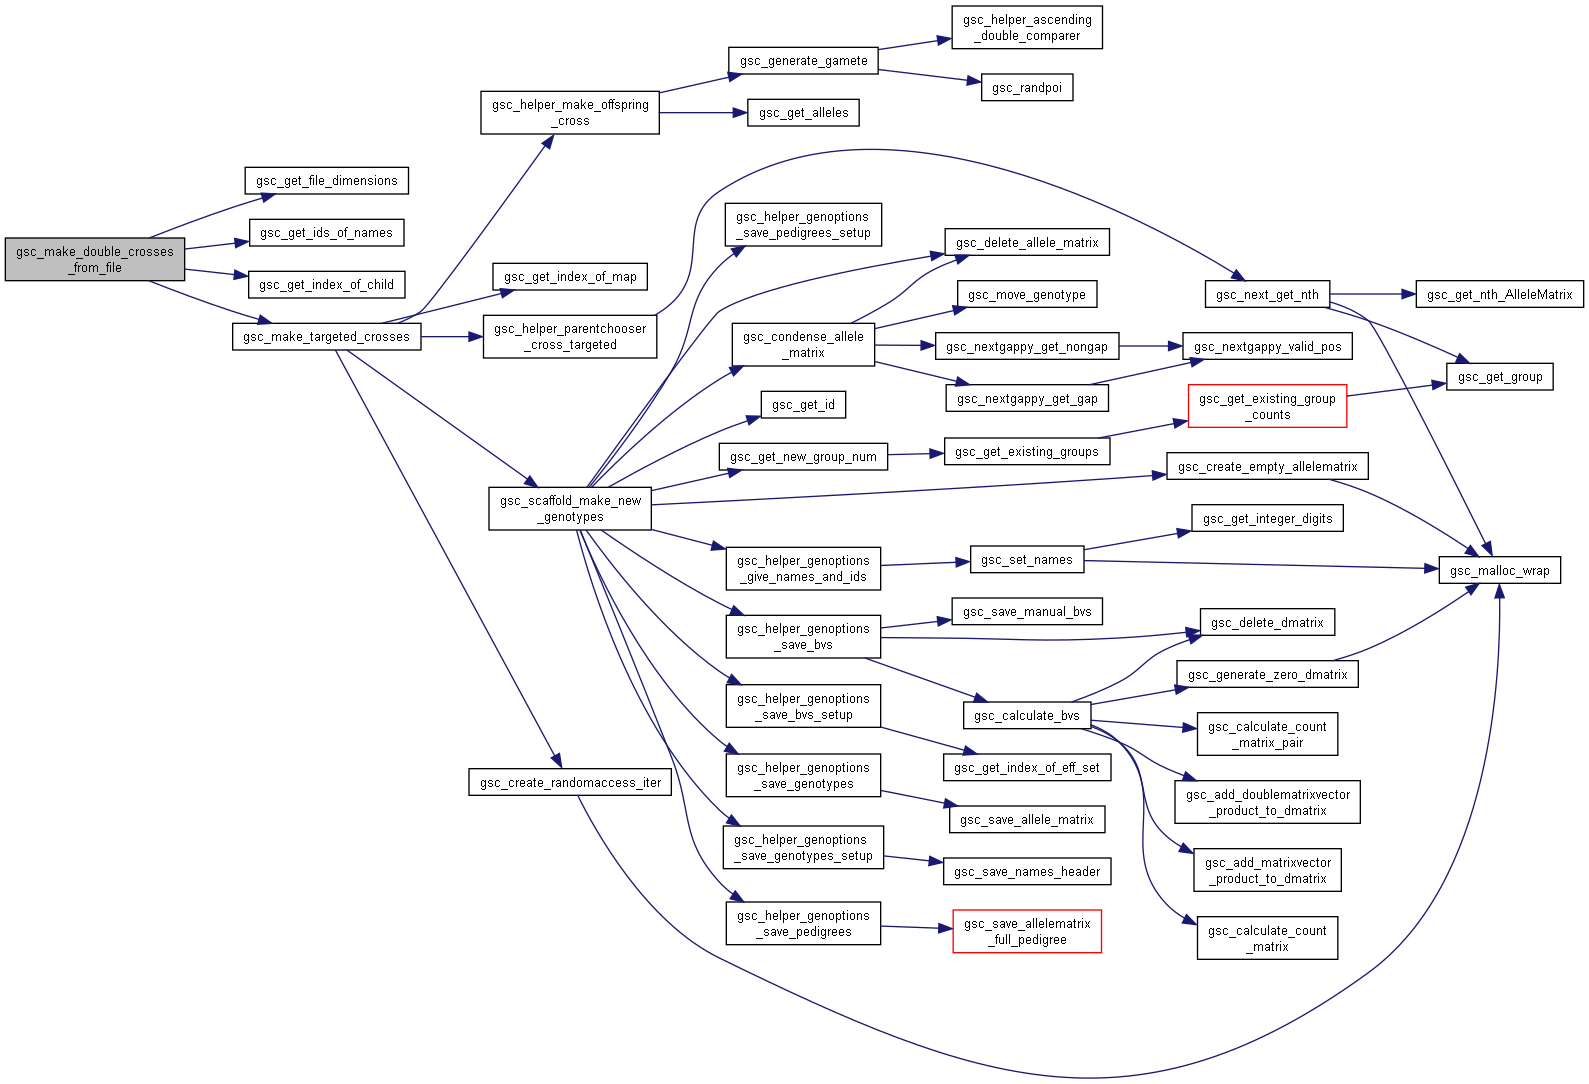 gsc_make_double_crosses
_from_file
gsc_get_file_dimensions
gsc_get_ids_of_names
gsc_get_index_of_child
gsc_make_targeted_crosses
gsc_helper_make_offspring
_cross
gsc_get_index_of_map
gsc_helper_parentchooser
_cross_targeted
gsc_scaffold_make_new
_genotypes
gsc_create_randomaccess_iter
gsc_generate_gamete
gsc_get_alleles
gsc_helper_genoptions
_save_pedigrees_setup
gsc_condense_allele
_matrix
gsc_get_id
gsc_get_new_group_num
gsc_helper_genoptions
_give_names_and_ids
gsc_helper_genoptions
_save_bvs
gsc_helper_genoptions
_save_bvs_setup
gsc_helper_genoptions
_save_genotypes
gsc_helper_genoptions
_save_genotypes_setup
gsc_helper_genoptions
_save_pedigrees
gsc_helper_ascending
_double_comparer
gsc_randpoi
gsc_delete_allele_matrix
gsc_move_genotype
gsc_nextgappy_get_nongap
gsc_nextgappy_get_gap
gsc_get_existing_groups
gsc_set_names
gsc_save_manual_bvs
gsc_calculate_bvs
gsc_get_index_of_eff_set
gsc_save_allele_matrix
gsc_save_names_header
gsc_save_allelematrix
_full_pedigree
gsc_next_get_nth
gsc_nextgappy_valid_pos
gsc_get_existing_group
_counts
gsc_create_empty_allelematrix
gsc_get_integer_digits
gsc_delete_dmatrix
gsc_generate_zero_dmatrix
gsc_calculate_count
_matrix_pair
gsc_add_doublematrixvector
_product_to_dmatrix
gsc_add_matrixvector
_product_to_dmatrix
gsc_calculate_count
_matrix
gsc_get_nth_AlleleMatrix
gsc_get_group
gsc_malloc_wrap